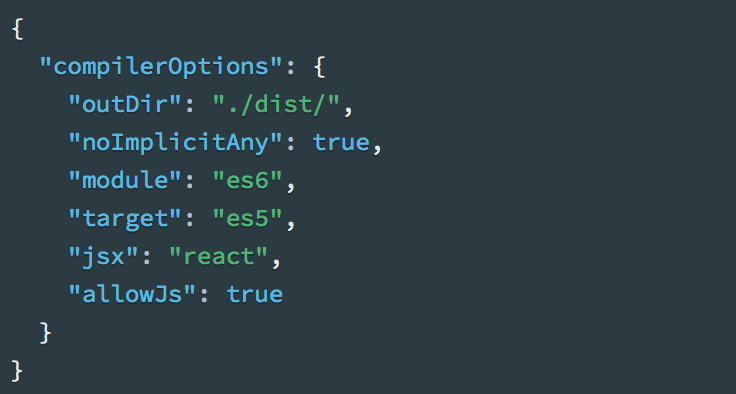 {
  "compilerOptions": {
    "outDir": "./dist/",
    "noImplicitAny": true,
    "module": "es6",
    "target": "es5",
    "jsx": "react",
    "allowJs": true
  }
}